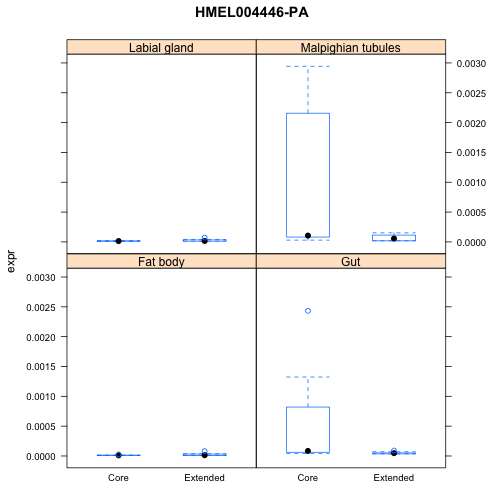 HMEL004446-PA
Labial gland
Malpighian tubules
0.0030
0.0025
0.0020
0.0015
0.0010
0.0005
0.0000
expr
Fat body
Gut
0.0030
0.0025
0.0020
0.0015
0.0010
0.0005
0.0000
Core
Extended
Core
Extended